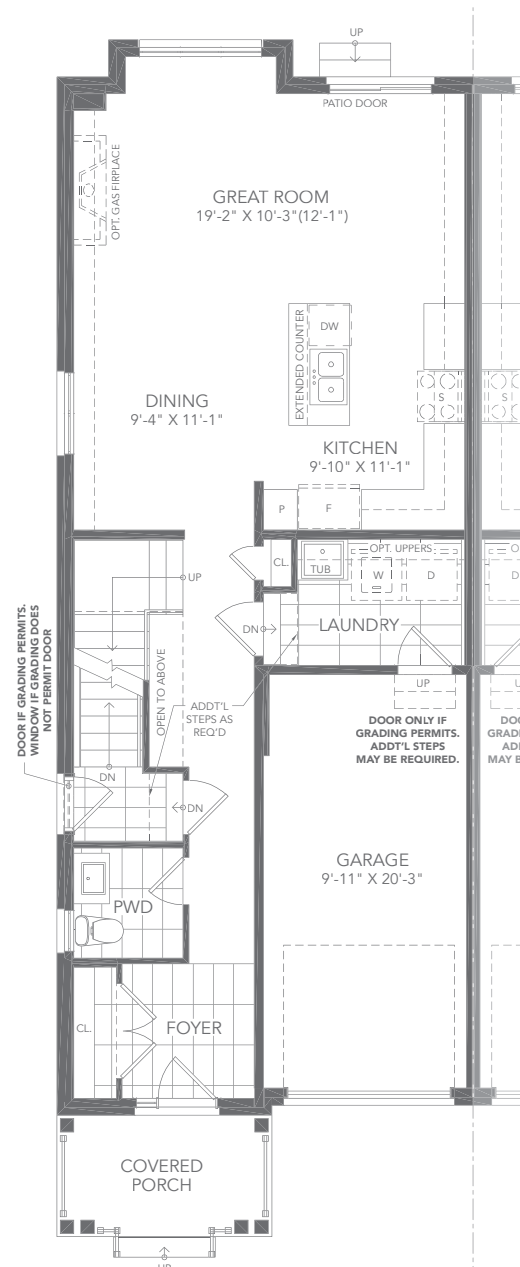 UP
PATIO DOOR
OPT. GAS FIRPLACE
GREAT ROOM
19'-2" X 10'-3"(12'-1")
EXTENDED COUNTER
DW
S
S
DINING
9'-4" X 11'-1"
KITCHEN
9'-10" X 11'-1"
P
F
CL.
TUB
OPT. UPPERS
W
D
D
UP
DN
LAUNDRY
DOOR IF GRADING PERMITS.
WINDOW IF GRADING DOES
NOT PERMIT DOOR
OPEN TO ABOVE
ADDT'L
STEPS AS
REQ'D
UP
DOOR ONLY IF
GRADING PERMITS.
ADDT'L STEPS
MAY BE REQUIRED.
DN
DN
GARAGE
9'-11" X 20'-3"
PWD
CL.
FOYER
COVERED
PORCH
UP